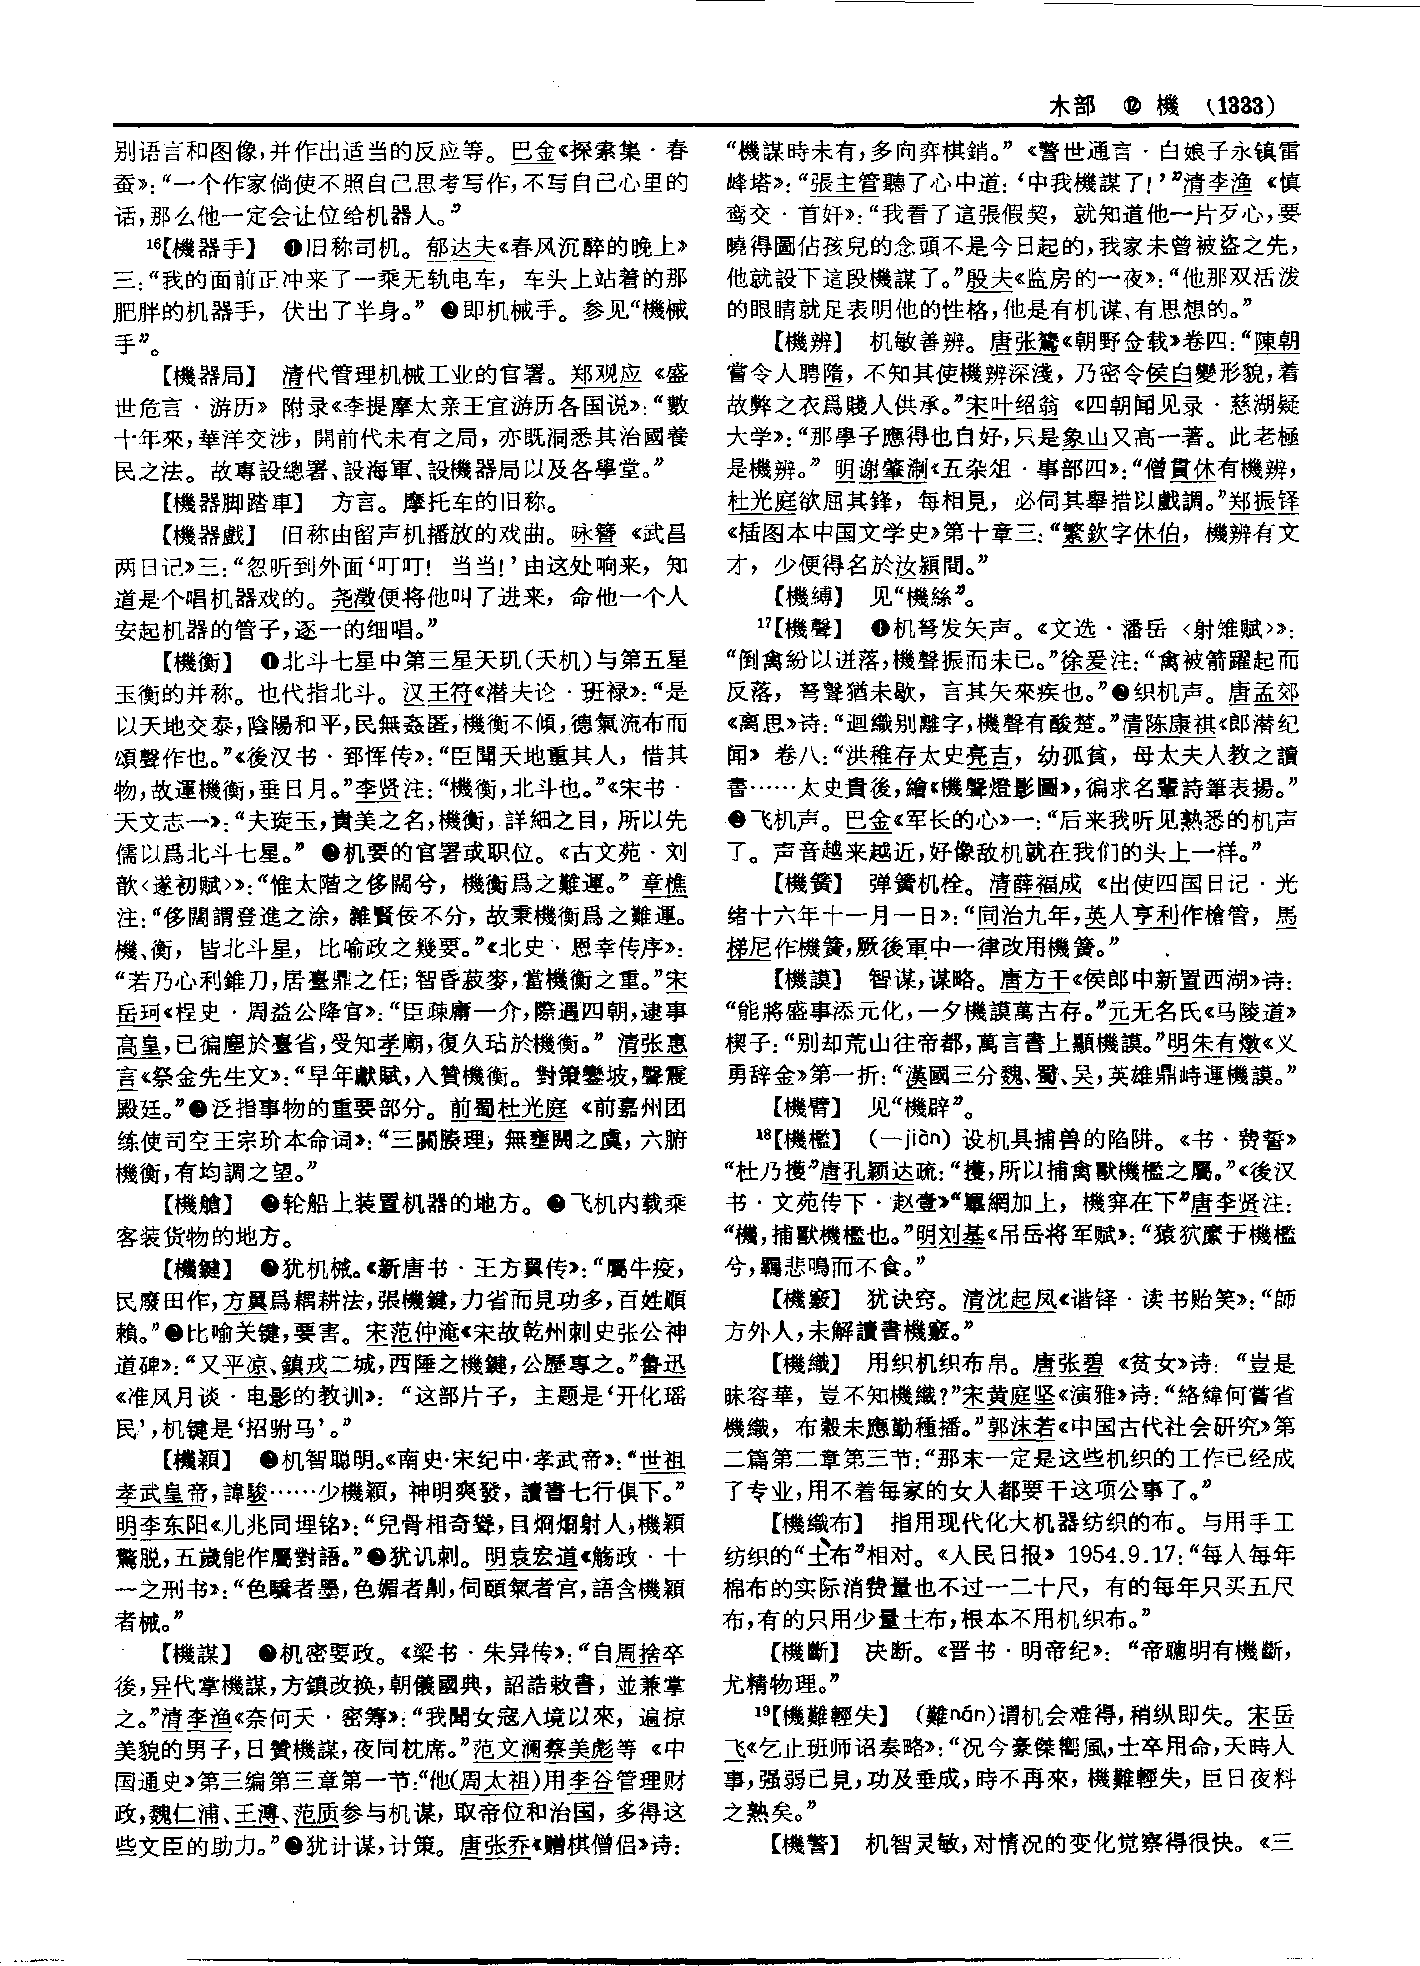 木部 ⑫ 機 (1333)
别语言和图像,并作出适当的反应等。巴金《探索集·春
蚕》:“一个作家倘使不照自己思考写作,不写自己心里的
话,那么他一定会让位给机器人。”
16【機器手】 ❶旧称司机。郁达夫《春风沉醉的晚上》
三:“我的面前正冲来了一乘无轨电车，车头上站着的那
肥胖的机器手，伏出了半身。” ❷即机械手。参见“機械
手”。
【機器局】 清代管理机械工业的官署。郑观应《盛
世危言·游历》附录《李提摩太亲王宜游历各国说》:“數
十年來,華洋交涉，開前代未有之局，亦既洞悉其治國養
民之法。故專設總署、設海軍、設機器局以及各學堂。”
【機器脚踏車】 方言。摩托车的旧称。
【機器戲】 旧称由留声机播放的戏曲。咏簪《武昌
两日记》三:“忽听到外面‘叮叮！当当！’由这处响来，知
道是个唱机器戏的。尧澂便将他叫了进来，命他一个人
安起机器的管子,逐一的细唱。”
【機衡】 ❶北斗七星中第三星天玑(天机)与第五星
玉衡的并称。也代指北斗。汉王符《潜夫论·班禄》:“是
以天地交泰,陰陽和平,民無姦匿,機衡不傾,德氣流布而
頌聲作也。”《後汉书·郅恽传》:“臣聞天地重其人，惜其
物,故運機衡,垂日月。”李贤注:“機衡,北斗也。”《宋书·
天文志一》:“夫琁玉,貴美之名,機衡,詳細之目，所以先
儒以爲北斗七星。” ❷机要的官署或职位。《古文苑·刘
歆〈遂初賦〉》:“惟太階之侈闊兮，機衡爲之難運。”章樵
注:“侈闊謂登進之涂，雖賢佞不分，故秉機衡爲之難運。
機、衡，皆北斗星，比喻政之幾要。”《北史·恩幸传序》:
“若乃心利錐刀,居臺鼎之任;智昏菽麥,當機衡之重。”宋
岳珂《桯史·周益公降官》:“臣疎庸一介,際遇四朝,逮事
高皇,已徧塵於臺省,受知孝廟,復久玷於機衡。”清张惠
言《祭金先生文》:“早年獻賦,入贊機衡。對策鑾坡,聲震
殿廷。”❸泛指事物的重要部分。前蜀杜光庭《前嘉州团
练使司空王宗玠本命词》:“三關腠理，無壅閼之虞，六腑
機衡,有均調之望。”
【機艙】 ❶轮船上装置机器的地方。❷飞机内载乘
客装货物的地方。
【機鍵】 ❶犹机械。《新唐书·王方翼传》:“屬牛疫，
民廢田作,方翼爲耦耕法,張機鍵,力省而見功多,百姓順
賴。”❷比喻关键,要害。宋范仲淹《宋故乾州刺史张公神
道碑》:“又平凉、鎮戎二城,西陲之機鍵,公歷專之。”鲁迅
《准风月谈·电影的教训》:“这部片子，主题是‘开化瑶
民’,机键是‘招驸马’。”
【機穎】 ❶机智聪明。《南史·宋纪中·孝武帝》:“世祖
孝武皇帝,諱駿……少機穎，神明爽發，讀書七行俱下。”
明李东阳《儿兆同埋铭》:“兒骨相奇聳,目炯炯射人,機穎
驚脱,五歲能作屬對語。”❷犹讥刺。明袁宏道《觞政·十
一之刑书》:“色驕者墨,色媚者劓,伺頤氣者宫,語含機穎
者械。”
【機謀】 ❶机密要政。《梁书·朱异传》:“自周捨卒
後,异代掌機謀,方鎮改换,朝儀國典，詔誥敕書，並兼掌
之。”清李渔《奈何天·密筹》:“我聞女寇入境以來，遍掠
美貌的男子,日贊機謀,夜同枕席。”范文澜蔡美彪等《中
国通史》第三编第三章第一节:“他(周太祖)用李谷管理财
政,魏仁浦、王溥、范质参与机谋，取帝位和治国，多得这
些文臣的助力。”❷犹计谋,计策。唐张乔《赠棋僧侣》诗:
“機謀時未有,多向弈棋銷。”《警世通言·白娘子永镇雷
峰塔》:“張主管聽了心中道:‘中我機謀了！’”清李渔《慎
鸾交·首奸》:“我看了這張假契，就知道他一片歹心,要
曉得圖佔孩兒的念頭不是今日起的,我家未曾被盗之先，
他就設下這段機謀了。”殷夫《监房的一夜》:“他那双活泼
的眼睛就足表明他的性格,他是有机谋、有思想的。”
【機辨】 机敏善辨。唐张鷟《朝野佥载》卷四:“陳朝
嘗令人聘隋，不知其使機辨深淺，乃密令侯白變形貌,着
故弊之衣爲賤人供承。”宋叶绍翁《四朝闻见录·慈湖疑
大学》:“那學子應得也自好,只是象山又高一著。此老極
是機辨。”明谢肇淛《五杂俎·事部四》:“僧貫休有機辨，
杜光庭欲屈其鋒，每相見，必伺其舉措以戲調。”郑振铎
《插图本中国文学史》第十章三:“繁欽字休伯，機辨有文
才，少便得名於汝潁間。”
【機縛】 见“機絲”。
17【機聲】 ❶机弩发矢声。《文选·潘岳〈射雉赋〉》:
“倒禽紛以迸落,機聲振而未已。”徐爰注:“禽被箭躍起而
反落，弩聲猶未歇，言其矢來疾也。”❷织机声。唐孟郊
《离思》诗:“迴織别離字,機聲有酸楚。”清陈康祺《郎潜纪
闻》卷八:“洪稚存太史亮吉，幼孤貧，母太夫人教之讀
書……太史貴後,繪《機聲燈影圖》,徧求名輩詩筆表揚。”
❸飞机声。巴金《军长的心》一:“后来我听见熟悉的机声
了。声音越来越近,好像敌机就在我们的头上一样。”
【機簧】 弹簧机栓。清薛福成《出使四国日记·光
绪十六年十一月一日》:“同治九年,英人亨利作槍管，馬
梯尼作機簧,厥後軍中一律改用機簧。”
【機謨】 智谋,谋略。唐方干《侯郎中新置西湖》诗:
“能將盛事添元化,一夕機謨萬古存。”元无名氏《马陵道》
楔子:“别却荒山往帝都,萬言書上顯機謨。”明朱有燉《义
勇辞金》第一折:“漢國三分魏、蜀、吴,英雄鼎峙運機謨。”
【機臂】 见“機辟”。
18【機檻】 (—jiàn) 设机具捕兽的陷阱。《书·费誓》
“杜乃擭”唐孔颖达疏:“擭,所以捕禽獸機檻之屬。”《後汉
书·文苑传下·赵壹》“罼網加上，機穽在下”唐李贤注:
“機,捕獸機檻也。”明刘基《吊岳将军赋》:“猿狖麇于機檻
兮,羈悲鳴而不食。”
【機竅】 犹诀窍。清沈起凤《谐铎·读书贻笑》:“師
方外人,未解讀書機竅。”
【機織】 用织机织布帛。唐张碧《贫女》诗:“豈是
昧容華，豈不知機織?”宋黄庭坚《演雅》诗:“絡緯何嘗省
機織，布穀未應勤種播。”郭沫若《中国古代社会研究》第
二篇第二章第三节:“那末一定是这些机织的工作已经成
了专业,用不着每家的女人都要干这项公事了。”
【機織布】 指用现代化大机器纺织的布。与用手工
纺织的“土布”相对。《人民日报》1954.9.17:“每人每年
棉布的实际消费量也不过一二十尺，有的每年只买五尺
布,有的只用少量土布,根本不用机织布。”
【機斷】 决断。《晋书·明帝纪》:“帝聰明有機斷，
尤精物理。”
19【機難輕失】 (難nán)谓机会难得,稍纵即失。宋岳
飞《乞止班师诏奏略》:“况今豪傑嚮風,士卒用命,天時人
事,强弱已見,功及垂成,時不再來，機難輕失，臣日夜料
之熟矣。”
【機警】 机智灵敏,对情况的变化觉察得很快。《三